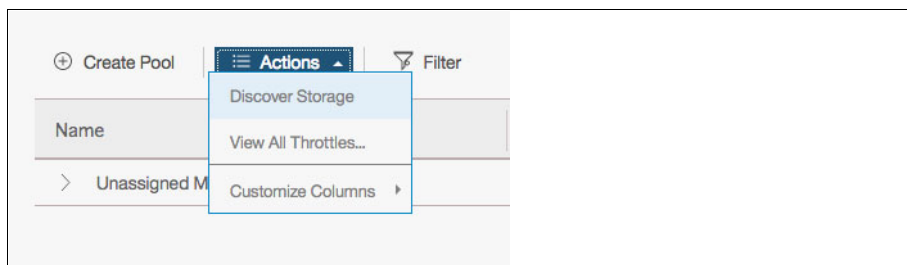 Create Pool Actions Filter
Discover Storage
Name
View All Throttles...
Unassigned M
Customize Columns